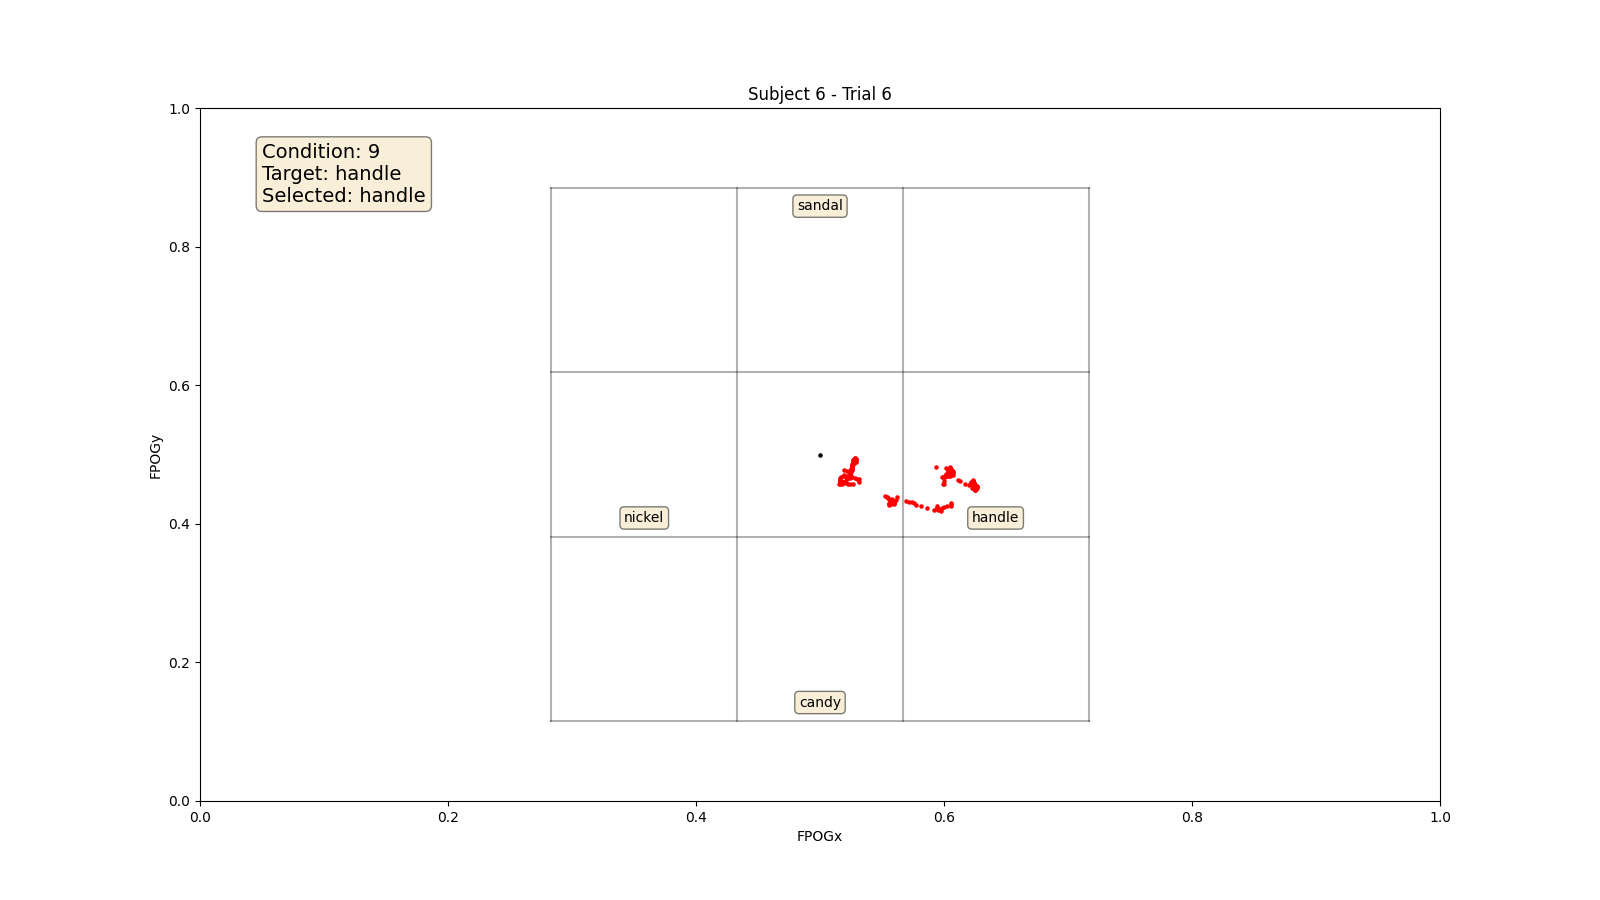 Subject 6 - Trial 6
1.0
Condition: 9
Target: handle
Selected: handle
sandal
0.8
0.6
FPOGy
0.4
nickel
handle
0.2
candy
0.0
0.0
0.2
0.4
0.6
0.8
1.0
FPOGx